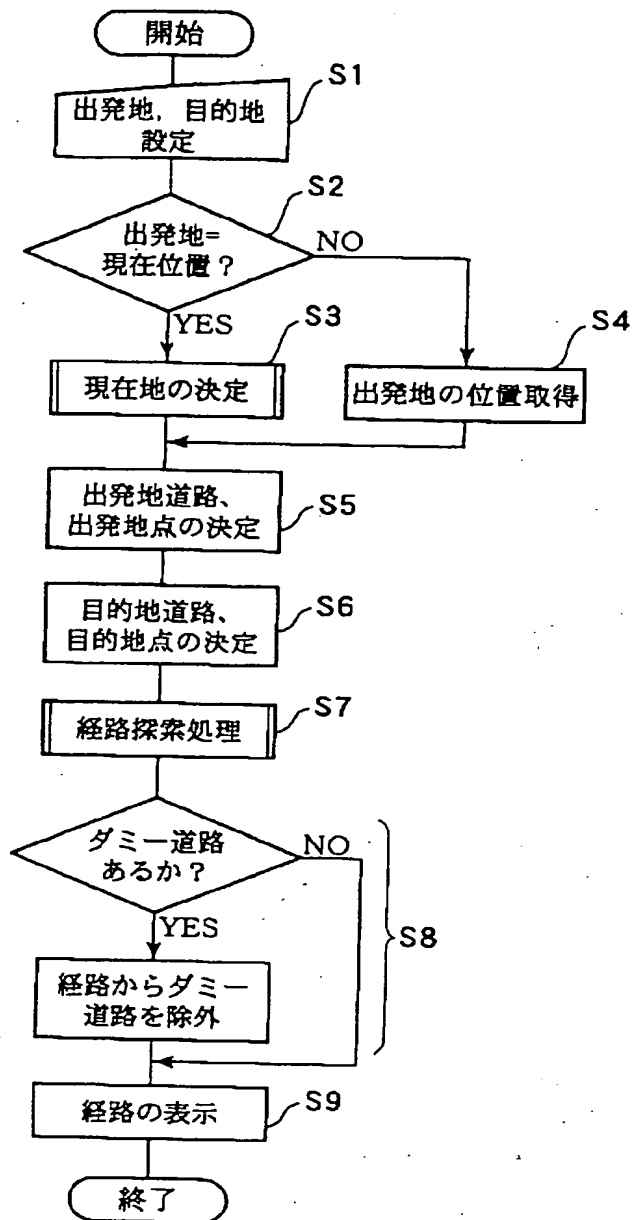 開始
S1
出発地，目的地
設定
S2
出発地=
現在位置？
NO
YES
S3
現在地の決定
S4
出発地の位置取得
出発地道路、
出発地点の決定
S5
目的地道路、
目的地点の決定
S6
経路探索処理
S7
ダミー道路
あるか？
NO
YES
S8
経路からダミー
道路を除外
経路の表示
S9
終了